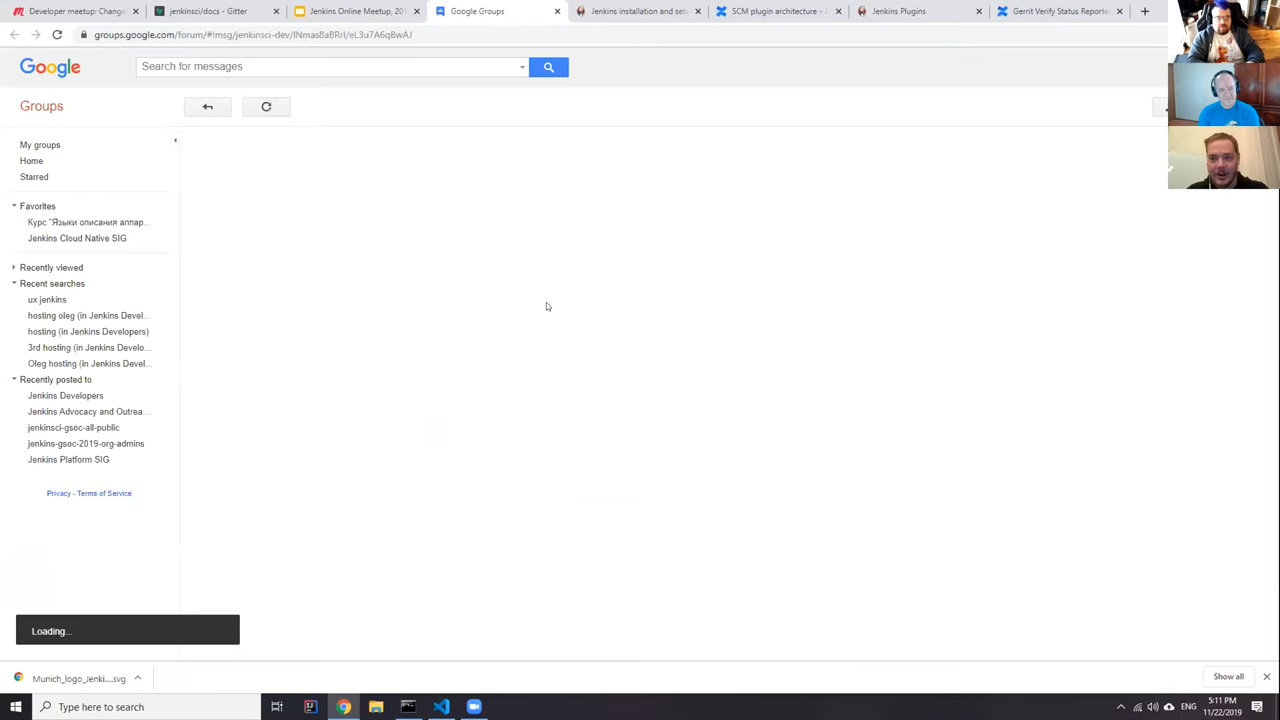 Developer meetup: Change
jenkinsci/docs - Gitter
Jenkins Online Meetup, 201
Google Groups
Jenkins installation and seta
SCM plugin architecture - J
Jenkins Plugins
Gerrit Verify Status Reporte
groups.google.com/forum/#!msg/jenkinsci-dev/
Google
Search for messages
Groups
My groups
Home
Starred
Favorites
Курс "Языки описания аппар...
Jenkins Cloud Native SIG
Recently viewed
Recent searches
ux jenkins
hosting oleg (in Jenkins Devel...
hosting (in Jenkins Developers)
3rd hosting (in Jenkins Develo...
Oleg hosting (in Jenkins Devel...
Recently posted to
Jenkins Developers
Jenkins Advocacy and Outrea...
jenkinsci-gsoc-all-public
jenkins-gsoc-2019-org-admins
Jenkins Platform SIG
Privacy - Terms of Service
Loading...
Munich_logo_Jenki....svg
Show all
Type here to search
ENG
5:11 PM
11/22/2019